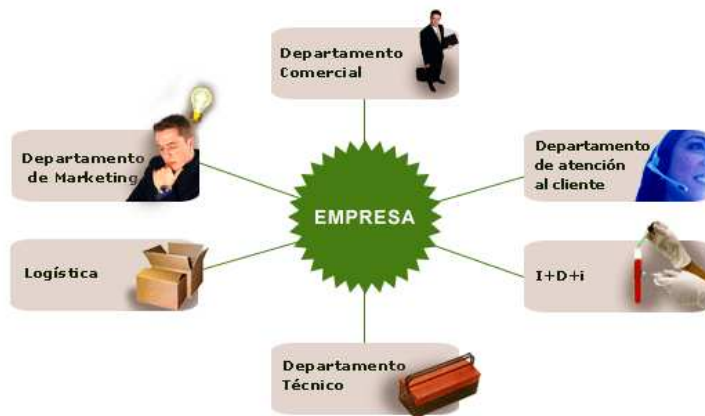 Departamento
Comercial
Departamento
de Marketing
Departamento
de atención
al cliente
EMPRESA
Logística
I+D+i
Departamento
Técnico